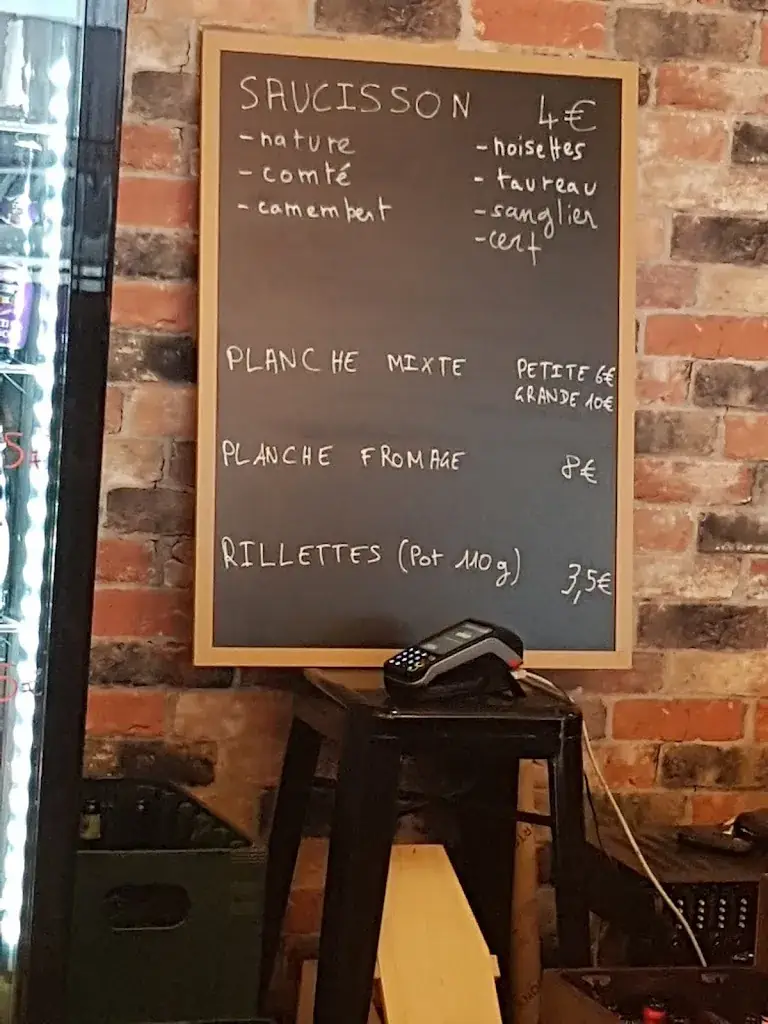 SAUCISSON 4€
- nature
- comté
- camembert
- noisettes
- taureau
- sanglier
- cerf
PLANCHE MIXTE PETITE 6€
GRANDE 10€
PLANCHE FROMAGE 8€
RILLETTES (Pot 110g) 3,5€